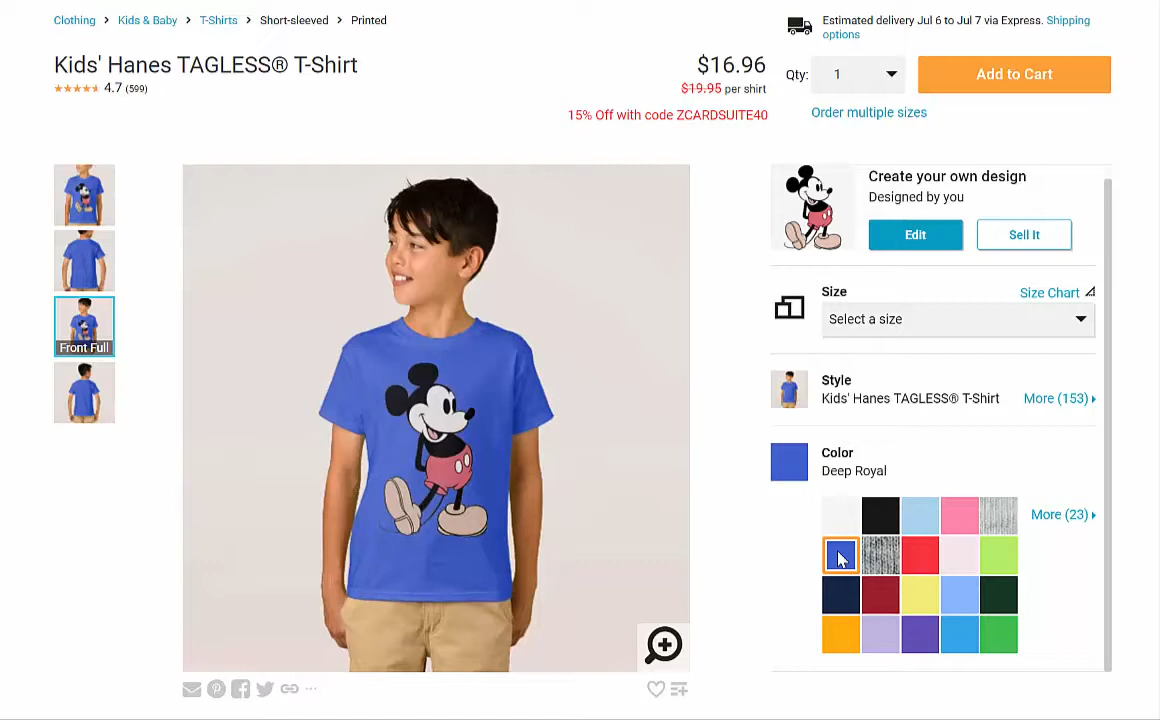 Clothing > Kids & Baby > T-Shirts > Short-sleeved > Printed
Estimated delivery Jul 6 to Jul 7 via Express. Shipping
options
Kids' Hanes TAGLESS® T-Shirt
4.7 (599)
$16.96
$19.95 per shirt
15% Off with code ZCARDSUITE40
Qty: 1
Add to Cart
Order multiple sizes
Front Full
Create your own design
Designed by you
Edit
Sell It
Size
Size Chart
Select a size
Style
Kids' Hanes TAGLESS® T-Shirt
More (153)
Color
Deep Royal
More (23)